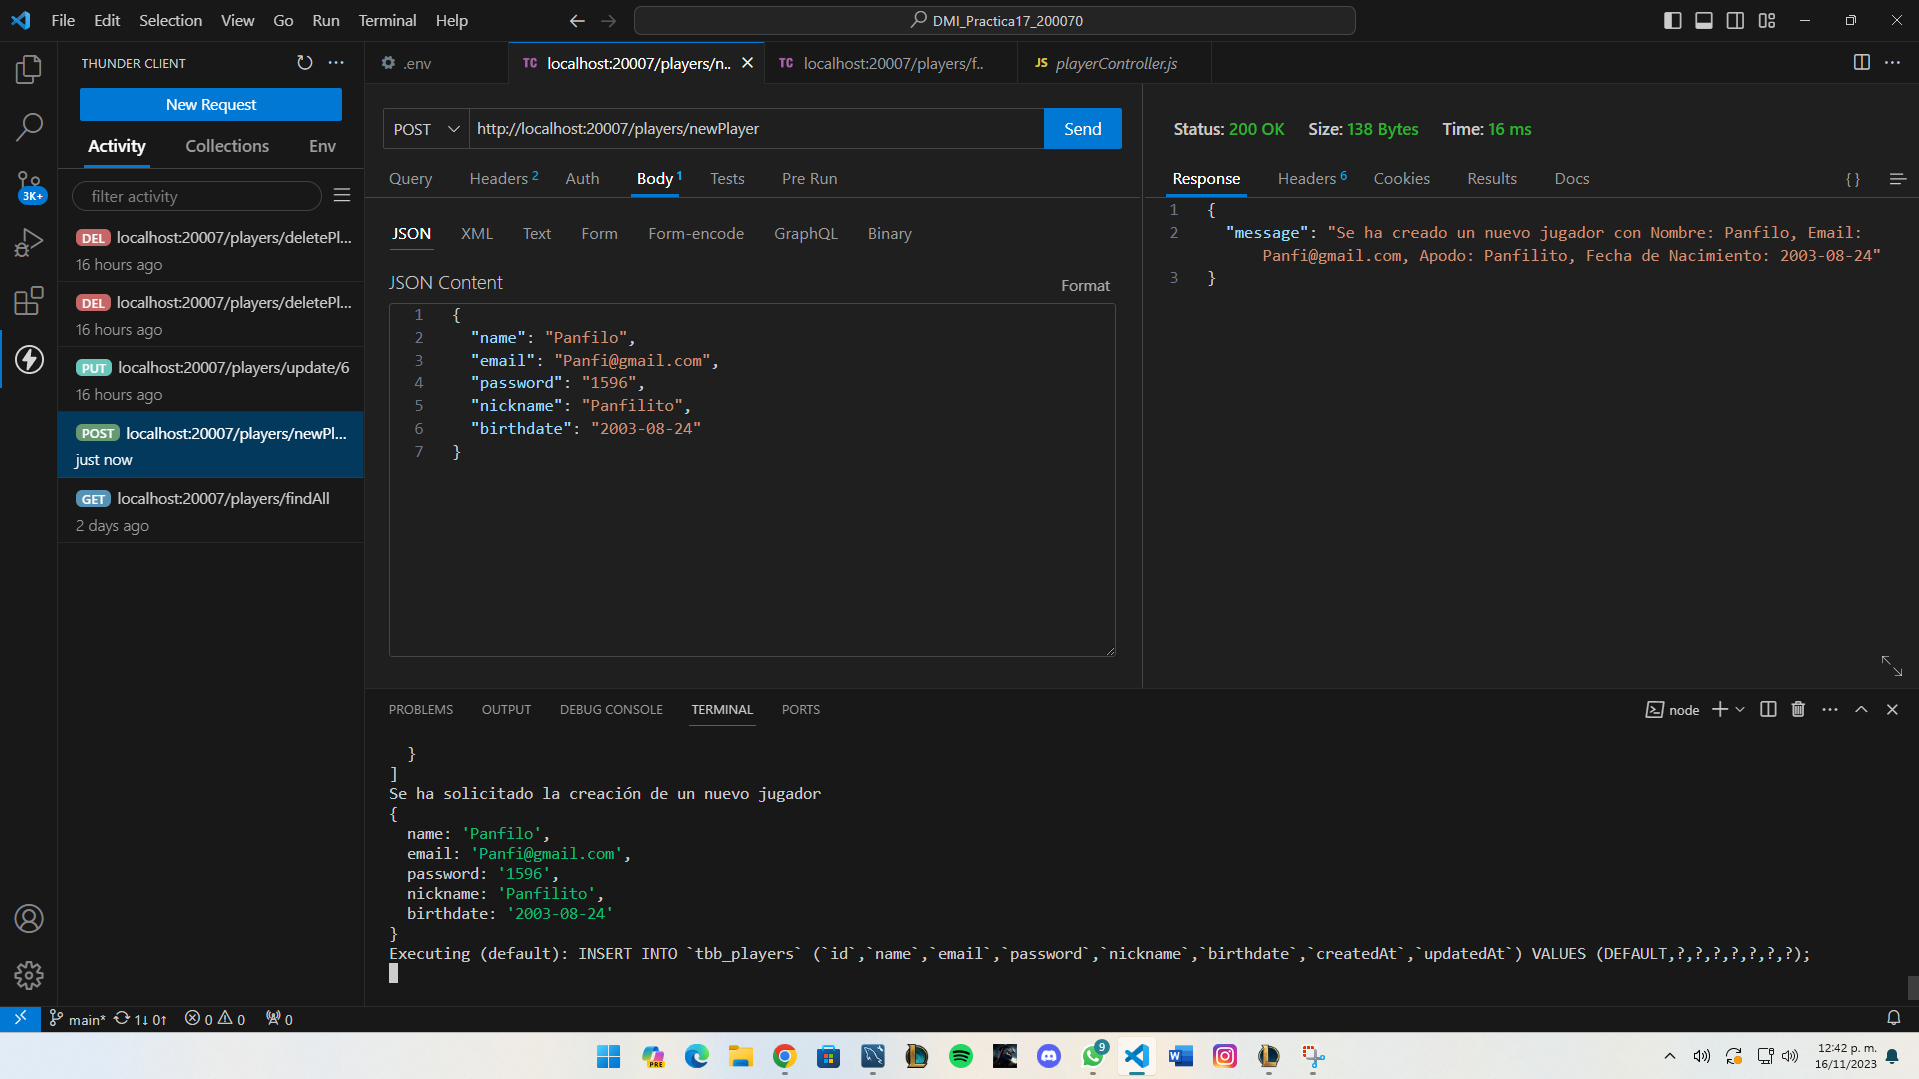 File Edit Selection View Go Run Terminal Help
DMI_Practica17_200070
THUNDER CLIENT
New Request
Activity Collections Env
filter activity
DEL localhost:20007/players/deletePl...
16 hours ago
DEL localhost:20007/players/deletePl...
16 hours ago
PUT localhost:20007/players/update/6
16 hours ago
POST localhost:20007/players/newPl...
just now
GET localhost:20007/players/findAll
2 days ago
3K+
.env
TC localhost:20007/players/n..
TC localhost:20007/players/f..
JS playerController.js
POST http://localhost:20007/players/newPlayer Send
Query Headers 2 Auth Body 1 Tests Pre Run
JSON XML Text Form Form-encode GraphQL Binary
JSON Content
Format
1 {
2 "name": "Panfilo",
3 "email": "Panfi@gmail.com",
4 "password": "1596",
5 "nickname": "Panfilito",
6 "birthdate": "2003-08-24"
7 }
Status: 200 OK Size: 138 Bytes Time: 16 ms
Response Headers 6 Cookies Results Docs { }
1 {
2 "message": "Se ha creado un nuevo jugador con Nombre: Panfilo, Email:
Panfi@gmail.com, Apodo: Panfilito, Fecha de Nacimiento: 2003-08-24"
3 }
PROBLEMS OUTPUT DEBUG CONSOLE TERMINAL PORTS
node
}
]
Se ha solicitado la creación de un nuevo jugador
{
name: 'Panfilo',
email: 'Panfi@gmail.com',
password: '1596',
nickname: 'Panfilito',
birthdate: '2003-08-24'
}
Executing (default): INSERT INTO `tbb_players` (`id`,`name`,`email`,`password`,`nickname`,`birthdate`,`createdAt`,`updatedAt`) VALUES (DEFAULT,?,?,?,?,?,?,?);
main* 1↓ 0↑ 0 0 0
PRE
9
12:42 p. m.
16/11/2023